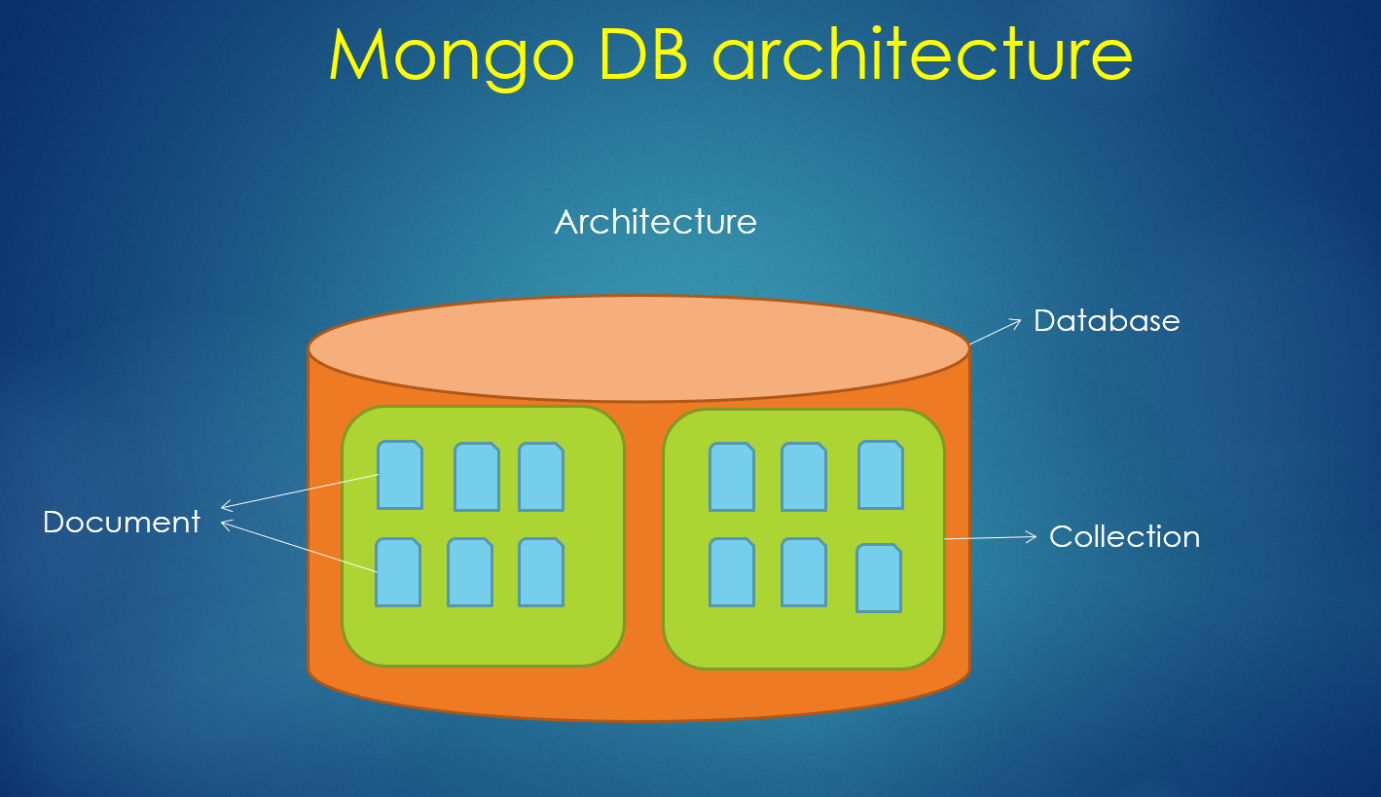 Mongo DB architecture
Architecture
Database
Document
Collection